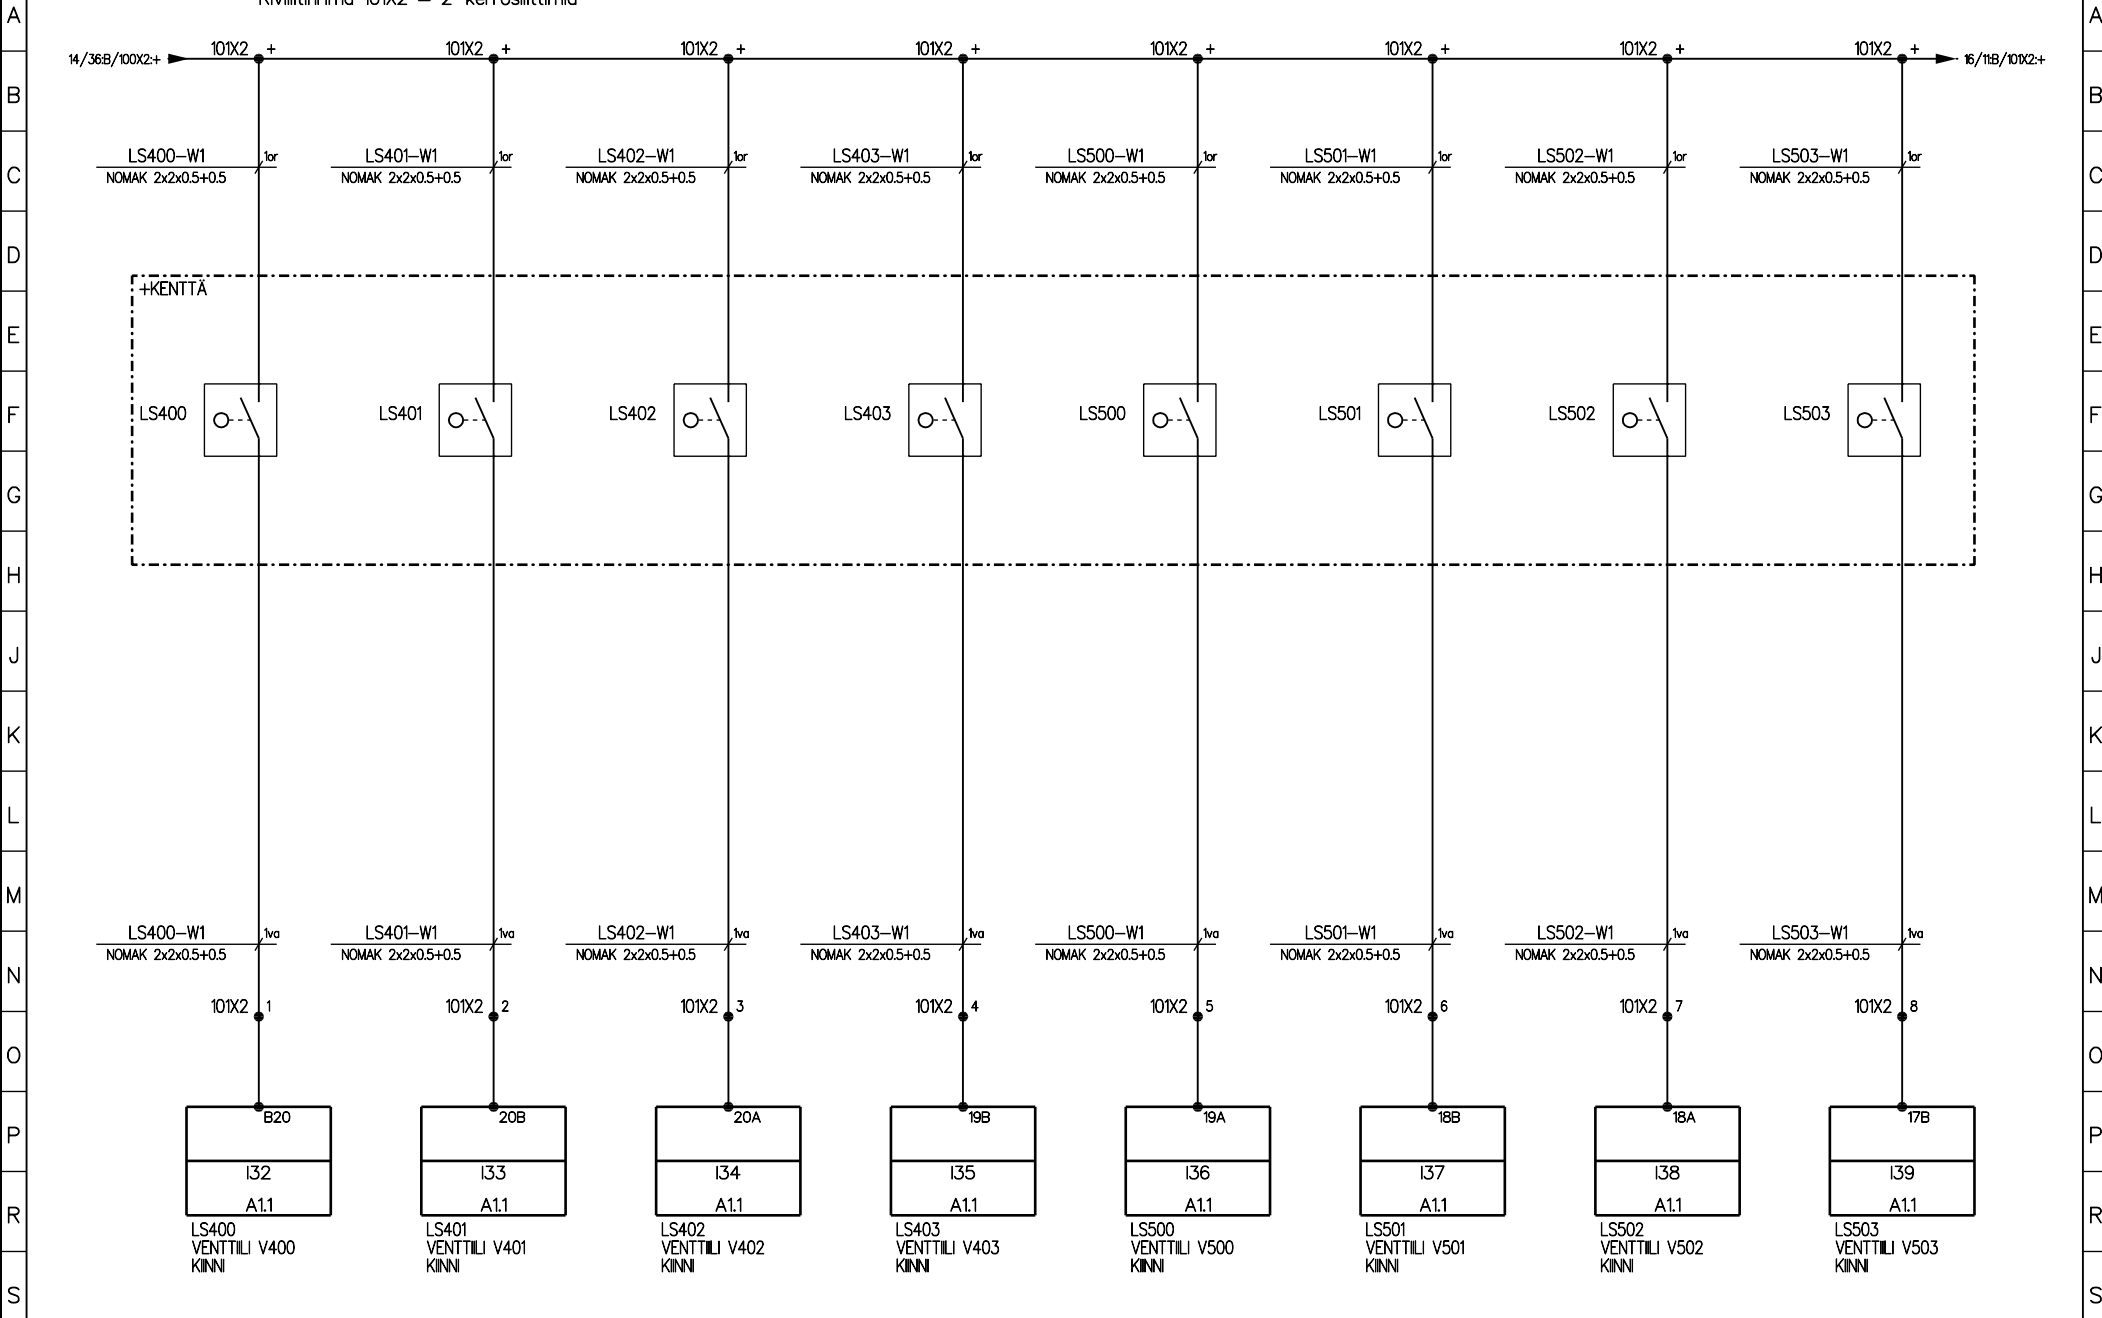 101X2 – 2
101X2 + 101X2 + 101X2 + 101X2 + 101X2 + 101X2 + 101X2 + 101X2 +
14/36:B/100X2:+ 16/11:B/101X2:+
LS400-W1 1or LS401-W1 1or LS402-W1 1or LS403-W1 1or LS500-W1 1or LS501-W1 1or LS502-W1 1or LS503-W1 1or
NOMAK 2x2x0.5+0.5 NOMAK 2x2x0.5+0.5 NOMAK 2x2x0.5+0.5 NOMAK 2x2x0.5+0.5 NOMAK 2x2x0.5+0.5 NOMAK 2x2x0.5+0.5 NOMAK 2x2x0.5+0.5 NOMAK 2x2x0.5+0.5
+KENTTÄ
LS400 LS401 LS402 LS403 LS500 LS501 LS502 LS503
LS400-W1 1va LS401-W1 1va LS402-W1 1va LS403-W1 1va LS500-W1 1va LS501-W1 1va LS502-W1 1va LS503-W1 1va
NOMAK 2x2x0.5+0.5 NOMAK 2x2x0.5+0.5 NOMAK 2x2x0.5+0.5 NOMAK 2x2x0.5+0.5 NOMAK 2x2x0.5+0.5 NOMAK 2x2x0.5+0.5 NOMAK 2x2x0.5+0.5 NOMAK 2x2x0.5+0.5
101X2 1 101X2 2 101X2 3 101X2 4 101X2 5 101X2 6 101X2 7 101X2 8
B20 20B 20A 19B 19A 18B 18A 17B
I32 I33 I34 I35 I36 I37 I38 I39
A1.1 A1.1 A1.1 A1.1 A1.1 A1.1 A1.1 A1.1
LS400 LS401 LS402 LS403 LS500 LS501 LS502 LS503
VENTTIILI V400 VENTTIILI V401 VENTTIILI V402 VENTTIILI V403 VENTTIILI V500 VENTTIILI V501 VENTTIILI V502 VENTTIILI V503
KIINNI KIINNI KIINNI KIINNI KIINNI KIINNI KIINNI KIINNI
A A
B B
C C
D D
E E
F F
G G
H H
J J
K K
L L
M M
N N
O O
P P
R R
S S